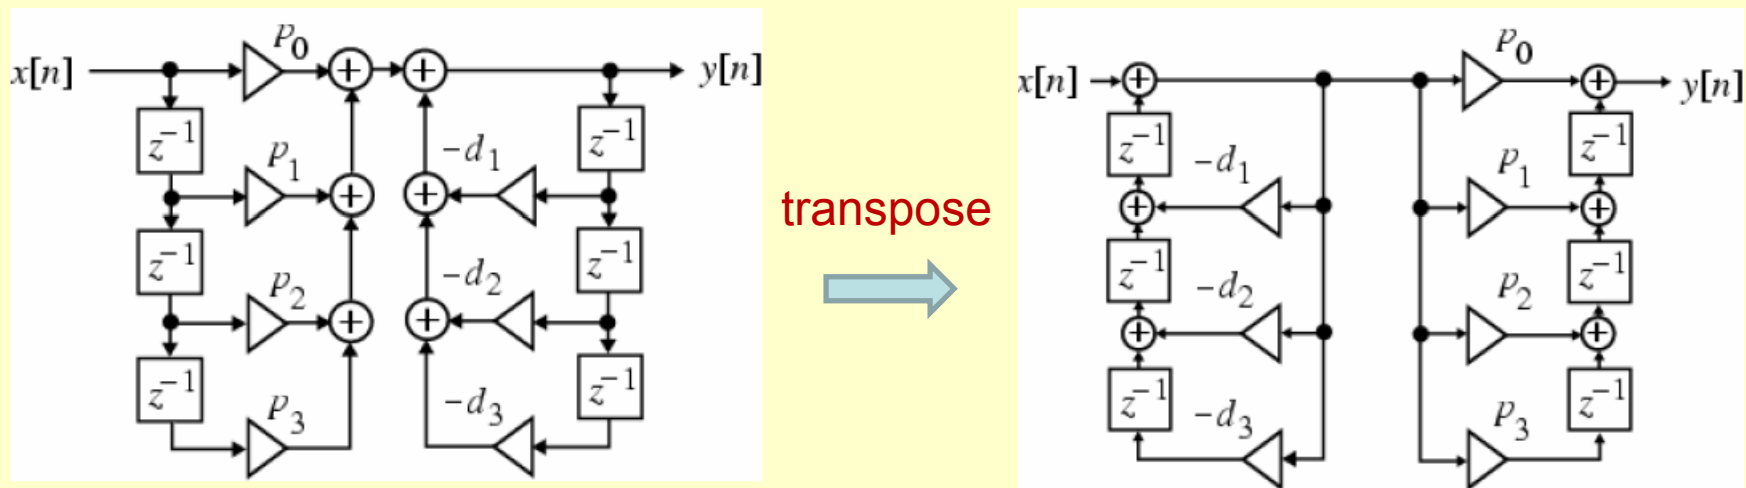 x[n] p₀ y[n]
z⁻¹ p₁ -d₁ z⁻¹
z⁻¹ p₂ -d₂ z⁻¹
z⁻¹ p₃ -d₃ z⁻¹
transpose
x[n] p₀ y[n]
z⁻¹ -d₁ p₁ z⁻¹
z⁻¹ -d₂ p₂ z⁻¹
z⁻¹ -d₃ p₃ z⁻¹